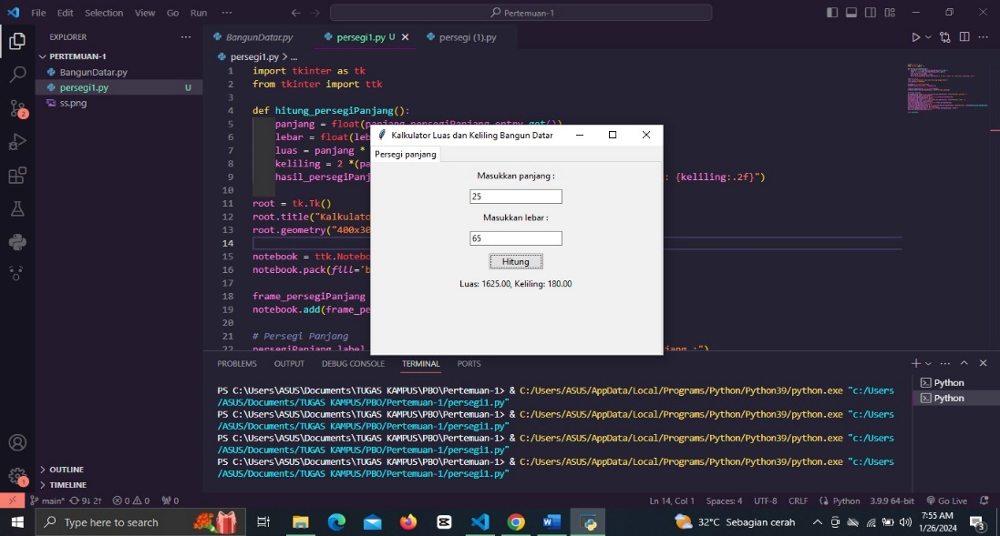 File Edit Selection View Go Run ... Pertemuan-1
EXPLORER
PERTEMUAN-1
BangunDatar.py
persegi1.py U
ss.png
OUTLINE
TIMELINE
BangunDatar.py persegi1.py U persegi (1).py
persegi1.py > ...
1 import tkinter as tk
2 from tkinter import ttk
3
4 def hitung_persegiPanjang():
5 panjang = float(panjang_persegiPanjang_entry.get())
6 lebar = float(leb
7 luas = panjang *
8 keliling = 2 *(pa
9 hasil_persegiPanj : {keliling:.2f}")
10
11 root = tk.Tk()
12 root.title("Kalkulato
13 root.geometry("400x30
14
15 notebook = ttk.Notebo
16 notebook.pack(fill='b
17
18 frame_persegiPanjang
19 notebook.add(frame_pe
20
21 # Persegi Panjang
22 persegiPanjang_label jang :")
Kalkulator Luas dan Keliling Bangun Datar
Persegi panjang
Masukkan panjang :
25
Masukkan lebar :
65
Hitung
Luas: 1625.00, Keliling: 180.00
PROBLEMS OUTPUT DEBUG CONSOLE TERMINAL PORTS
PS C:\Users\ASUS\Documents\TUGAS KAMPUS\PBO\Pertemuan-1> & C:/Users/ASUS/AppData/Local/Programs/Python/Python39/python.exe "c:/Users
/ASUS/Documents/TUGAS KAMPUS/PBO/Pertemuan-1/persegi1.py"
PS C:\Users\ASUS\Documents\TUGAS KAMPUS\PBO\Pertemuan-1> & C:/Users/ASUS/AppData/Local/Programs/Python/Python39/python.exe "c:/Users
/ASUS/Documents/TUGAS KAMPUS/PBO/Pertemuan-1/persegi1.py"
PS C:\Users\ASUS\Documents\TUGAS KAMPUS\PBO\Pertemuan-1> & C:/Users/ASUS/AppData/Local/Programs/Python/Python39/python.exe "c:/Users
/ASUS/Documents/TUGAS KAMPUS/PBO/Pertemuan-1/persegi1.py"
PS C:\Users\ASUS\Documents\TUGAS KAMPUS\PBO\Pertemuan-1> & C:/Users/ASUS/AppData/Local/Programs/Python/Python39/python.exe "c:/Users
/ASUS/Documents/TUGAS KAMPUS/PBO/Pertemuan-1/persegi1.py"
Python
Python
main* 9↓ 2↑ 0 0 0 Ln 14, Col 1 Spaces: 4 UTF-8 CRLF Python 3.9.9 64-bit Go Live
Type here to search 32°C Sebagian cerah 7:55 AM
1/26/2024
3